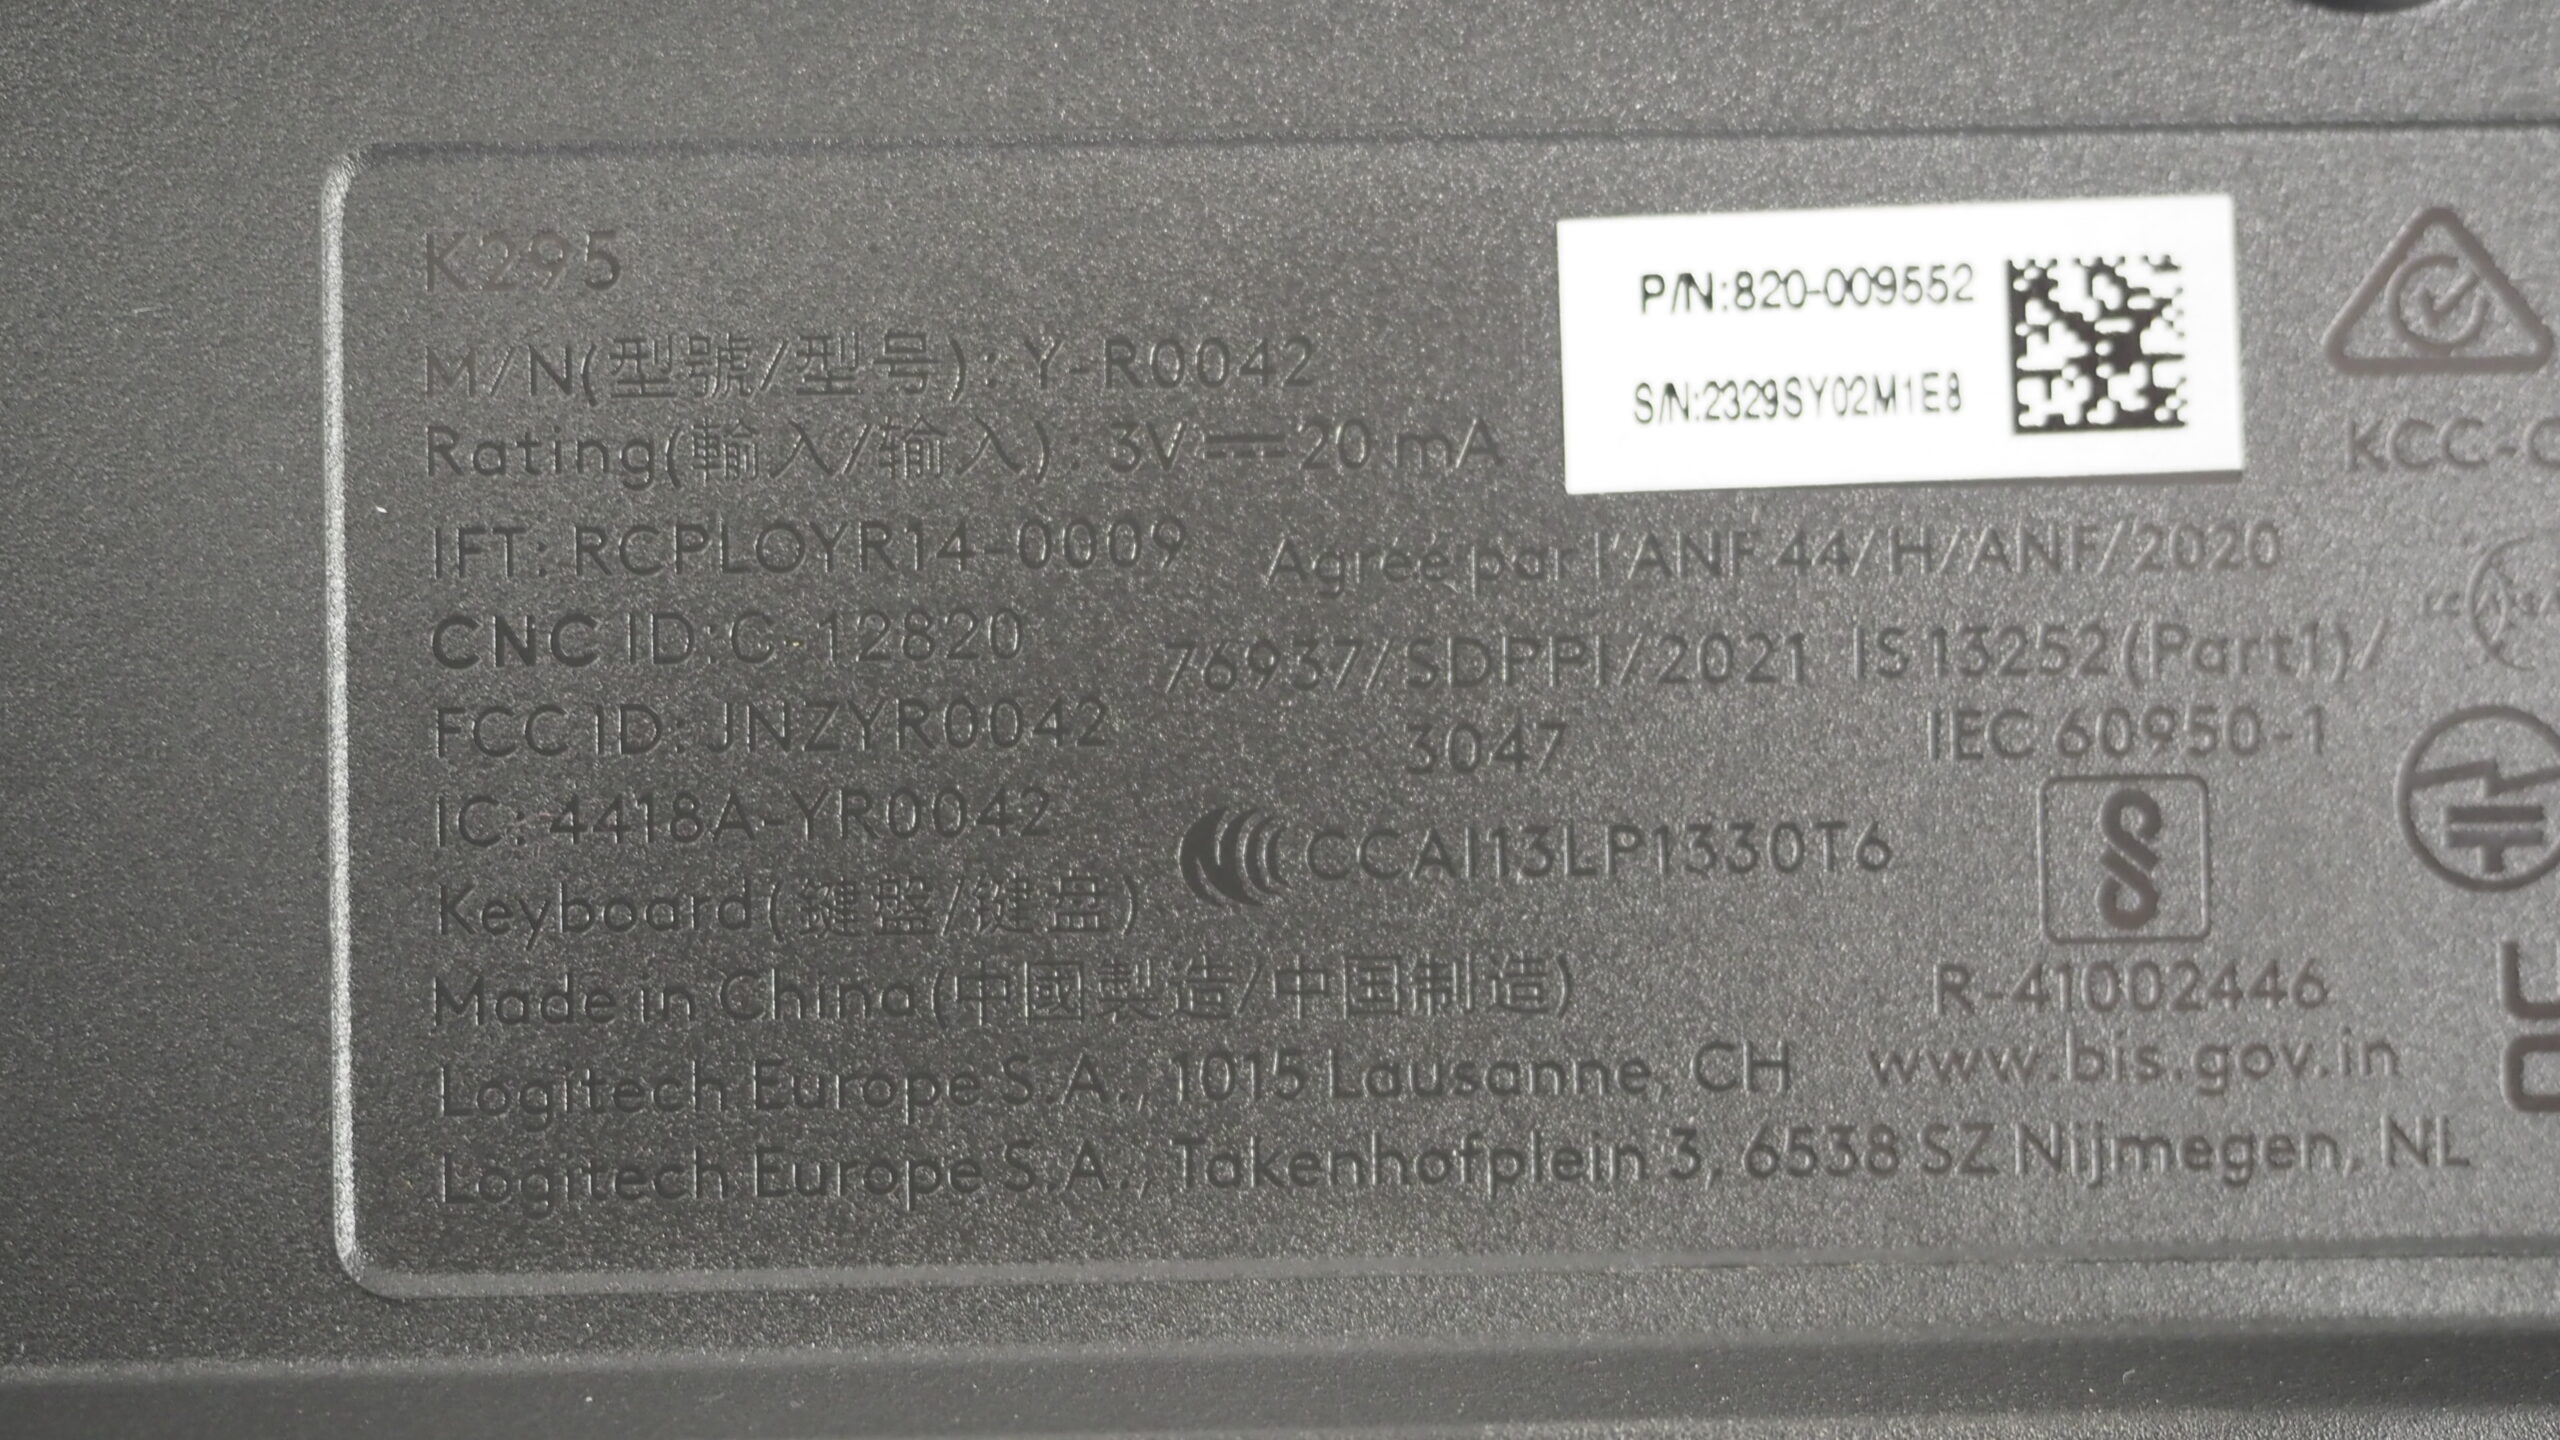 K295
M/N(型號/型号): Y-R0042
Rating(輸入/输入): 3V⎓20 mA
P/N:820-009552
S/N:2329SY02M1E8
KCC-
IFT: RCPLOYR14-0009
Agréé par l'ANF 44/H/ANF/2020
CNC ID: C-12820
76937/SDPPI/2021
3047
IS 13252(Part1)/
IEC 60950-1
FCC ID: JNZYR0042
IC: 4418A-YR0042
CCAI13LP1330T6
Keyboard(鍵盤/键盘)
Made in China(中國製造/中国制造)
R-41002446
www.bis.gov.in
Logitech Europe S.A., 1015 Lausanne, CH
Logitech Europe S.A., Takenhofplein 3, 6538 SZ Nijmegen, NL